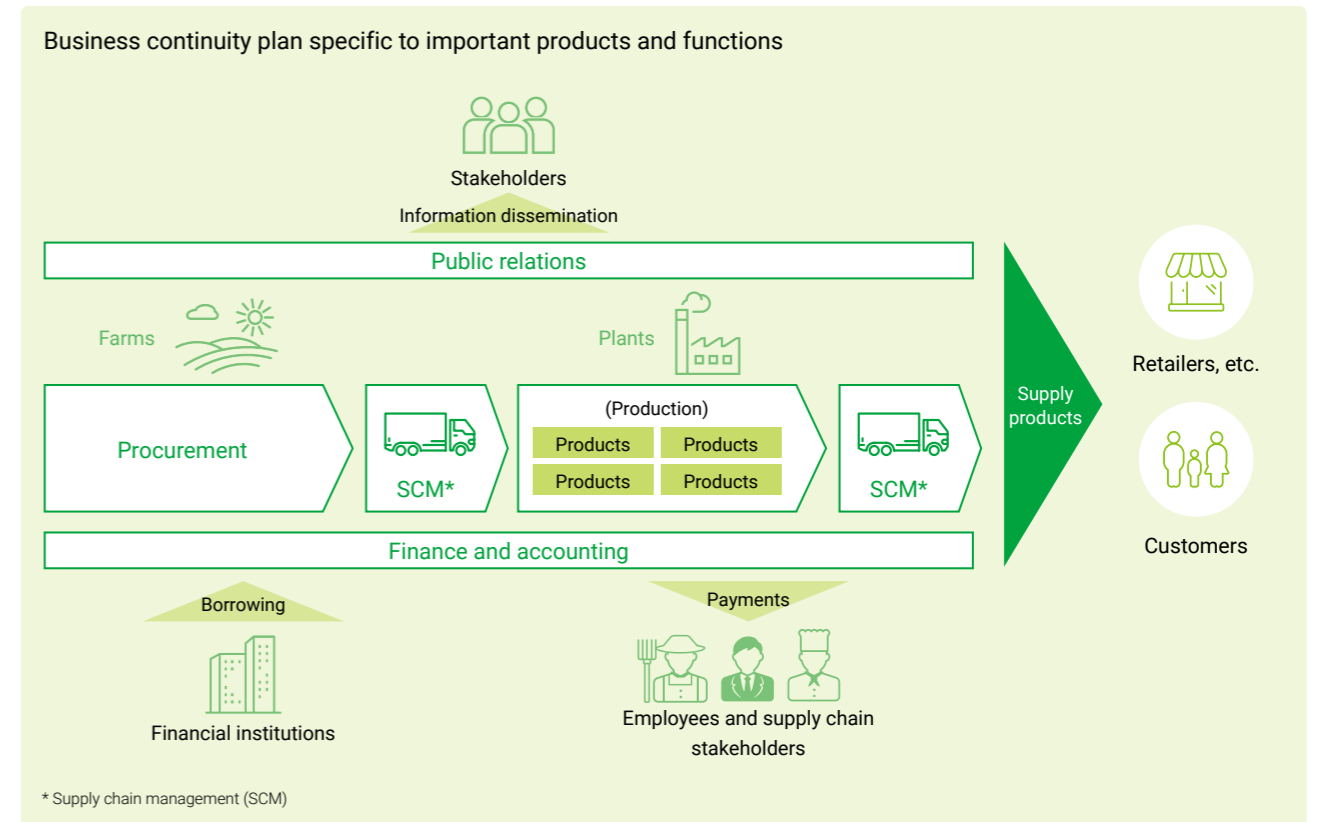 Business continuity plan specific to important products and functions
Stakeholders
Information dissemination
Public relations
Farms
Plants
Procurement
SCM*
(Production)
Products
Products
Products
Products
SCM*
Supply
products
Retailers, etc.
Customers
Finance and accounting
Borrowing
Financial institutions
Payments
Employees and supply chain
stakeholders
* Supply chain management (SCM)